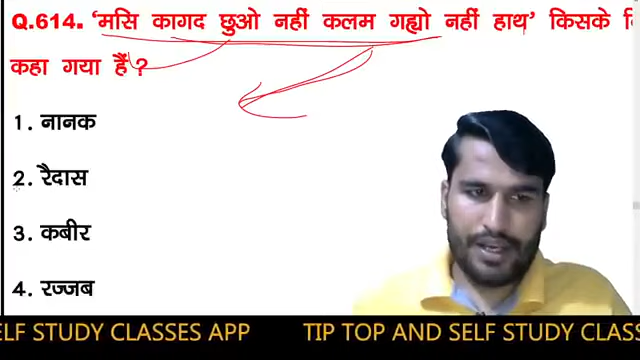 Q.614. 'मसि कागद छुओ नहीं कलम गह्यो नहीं हाथ' किसके
कहा गया हैं ?
1. नानक
2. रैदास
3. कबीर
4. रज्जब
ELF STUDY CLASSES APP TIP TOP AND SELF STUDY CLASS